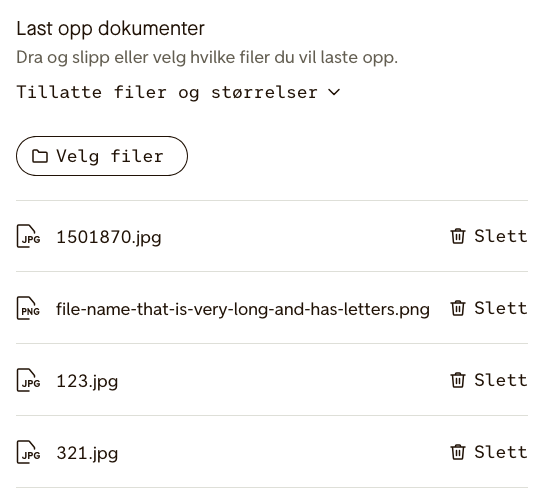 Last opp dokumenter
Dra og slipp eller velg hvilke filer du vil laste opp.
Tillatte filer og størrelser
Velg filer
JPG 1501870.jpg Slett
PNG file-name-that-is-very-long-and-has-letters.png Slett
JPG 123.jpg Slett
JPG 321.jpg Slett